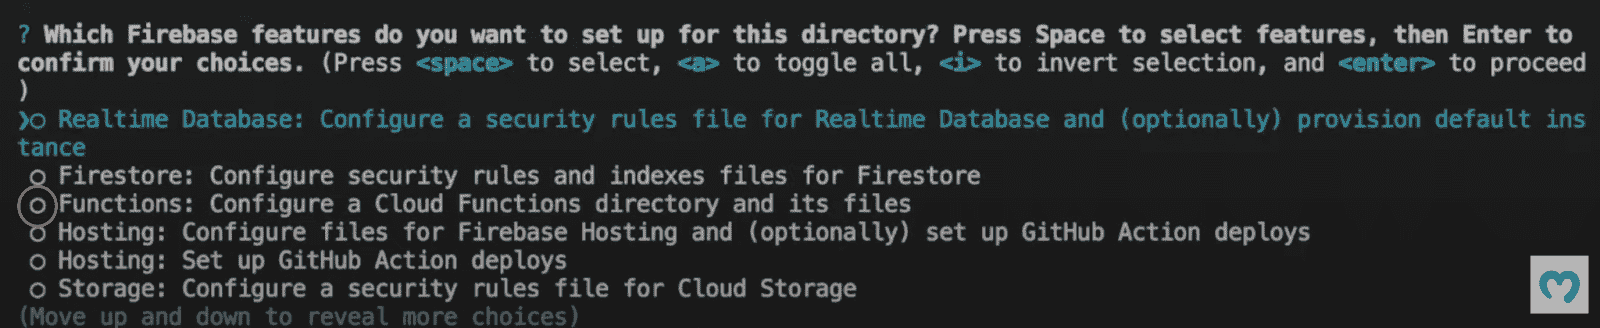 ? Which Firebase features do you want to set up for this directory? Press Space to select features, then Enter to
confirm your choices. (Press <space> to select, <a> to toggle all, <i> to invert selection, and <enter> to proceed
)
❯◯ Realtime Database: Configure a security rules file for Realtime Database and (optionally) provision default ins
tance
◯ Firestore: Configure security rules and indexes files for Firestore
◯ Functions: Configure a Cloud Functions directory and its files
◯ Hosting: Configure files for Firebase Hosting and (optionally) set up GitHub Action deploys
◯ Hosting: Set up GitHub Action deploys
◯ Storage: Configure a security rules file for Cloud Storage
(Move up and down to reveal more choices)